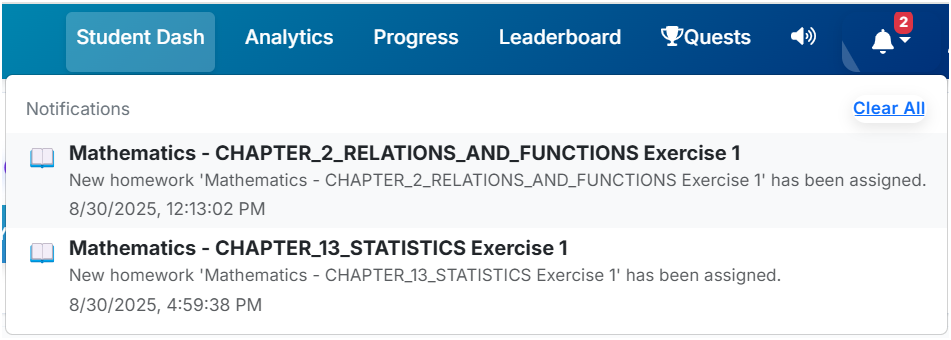 Student Dash Analytics Progress Leaderboard Quests 2
Notifications Clear All
Mathematics - CHAPTER_2_RELATIONS_AND_FUNCTIONS Exercise 1
New homework 'Mathematics - CHAPTER_2_RELATIONS_AND_FUNCTIONS Exercise 1' has been assigned.
8/30/2025, 12:13:02 PM
Mathematics - CHAPTER_13_STATISTICS Exercise 1
New homework 'Mathematics - CHAPTER_13_STATISTICS Exercise 1' has been assigned.
8/30/2025, 4:59:38 PM